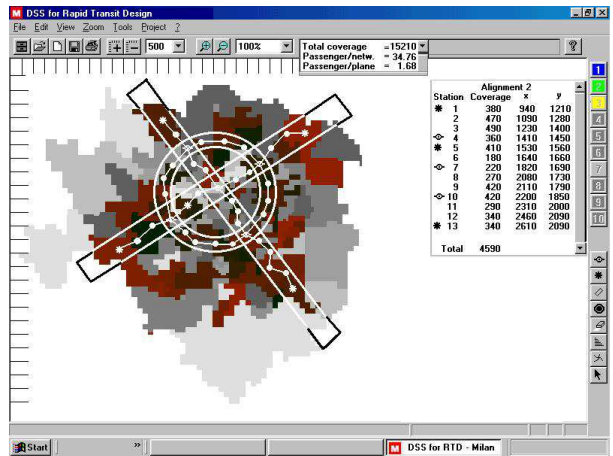 DSS for Rapid Transit Design
File Edit View Zoom Tools Project ?
500 100% Total coverage =15210
Passenger/netw. = 34.76
Passenger/plane = 1.68
?
Alignment 2
Station Coverage x y
1 380 940 1210
2 470 1090 1280
3 490 1230 1400
4 360 1410 1450
5 410 1530 1560
6 180 1640 1660
7 220 1820 1690
8 270 2080 1730
9 420 2110 1790
10 420 2200 1850
11 290 2310 2000
12 340 2460 2090
13 340 2610 2090
Total 4590
1
2
3
4
5
6
7
8
9
10
Start » M DSS for RTD - Milan